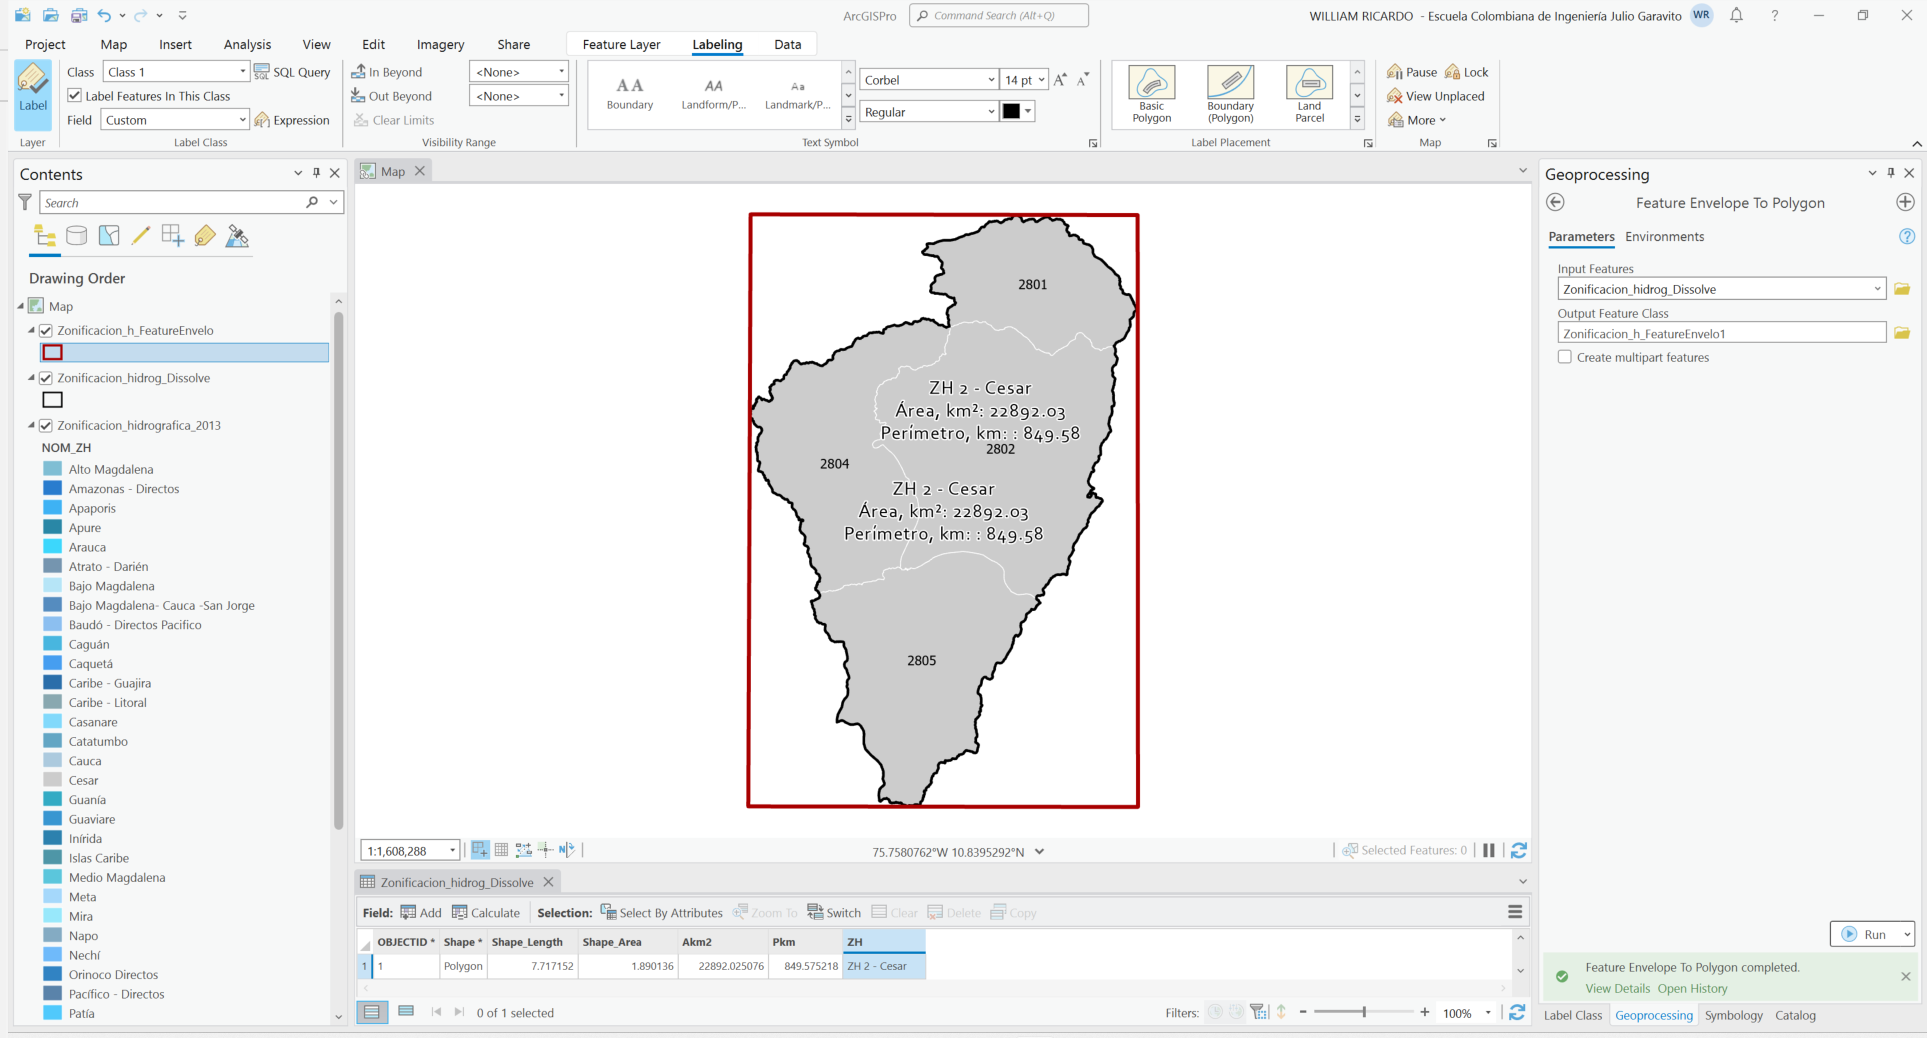 ArcGISPro
Command Search (Alt+Q)
WILLIAM RICARDO - Escuela Colombiana de Ingeniería Julio Garavito
WR
?
Project Map Insert Analysis View Edit Imagery Share Feature Layer Labeling Data
Label
Class Class 1 SQL Query
Label Features In This Class
Field Custom Expression
In Beyond <None>
Out Beyond <None>
Clear Limits
AA Boundary
AA Landform/P...
Aa Landmark/P...
Corbel 14 pt
Regular
Basic Polygon
Boundary (Polygon)
Land Parcel
Pause Lock
View Unplaced
More
Layer Label Class Visibility Range Text Symbol Label Placement Map
Contents
Search
Drawing Order
Map
Zonificacion_h_FeatureEnvelo
Zonificacion_hidrog_Dissolve
Zonificacion_hidrografica_2013
NOM_ZH
Alto Magdalena
Amazonas - Directos
Apaporis
Apure
Arauca
Atrato - Darién
Bajo Magdalena
Bajo Magdalena- Cauca -San Jorge
Baudó - Directos Pacifico
Caguán
Caquetá
Caribe - Guajira
Caribe - Litoral
Casanare
Catatumbo
Cauca
Cesar
Guanía
Guaviare
Inírida
Islas Caribe
Medio Magdalena
Meta
Mira
Napo
Nechí
Orinoco Directos
Pacífico - Directos
Patía
Map
2801
ZH 2 - Cesar
Área, km²: 22892.03
Perímetro, km: : 849.58
2802
2804
ZH 2 - Cesar
Área, km²: 22892.03
Perímetro, km: : 849.58
2805
1:1,608,288
75.7580762°W 10.8395292°N
Selected Features: 0
Zonificacion_hidrog_Dissolve
Field: Add Calculate Selection: Select By Attributes Zoom To Switch Clear Delete Copy
OBJECTID * Shape * Shape_Length Shape_Area Akm2 Pkm ZH
1 1 Polygon 7.717152 1.890136 22892.025076 849.575218 ZH 2 - Cesar
0 of 1 selected
Filters:
100%
Geoprocessing
Feature Envelope To Polygon
Parameters Environments
Input Features
Zonificacion_hidrog_Dissolve
Output Feature Class
Zonificacion_h_FeatureEnvelo1
Create multipart features
Run
Feature Envelope To Polygon completed.
View Details Open History
Label Class Geoprocessing Symbology Catalog